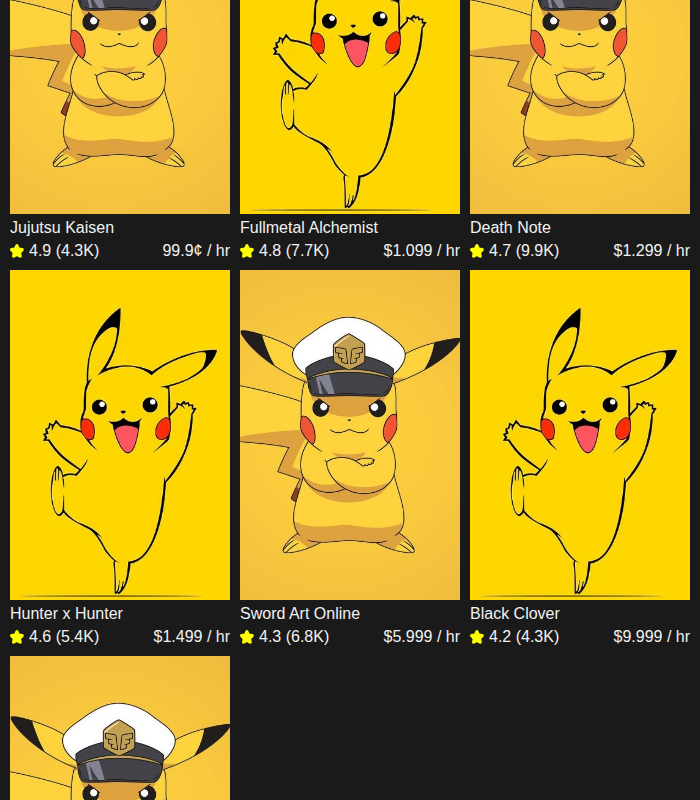 Jujutsu Kaisen
4.9 (4.3K) 99.9¢ / hr
Fullmetal Alchemist
4.8 (7.7K) $1.099 / hr
Death Note
4.7 (9.9K) $1.299 / hr
Hunter x Hunter
4.6 (5.4K) $1.499 / hr
Sword Art Online
4.3 (6.8K) $5.999 / hr
Black Clover
4.2 (4.3K) $9.999 / hr